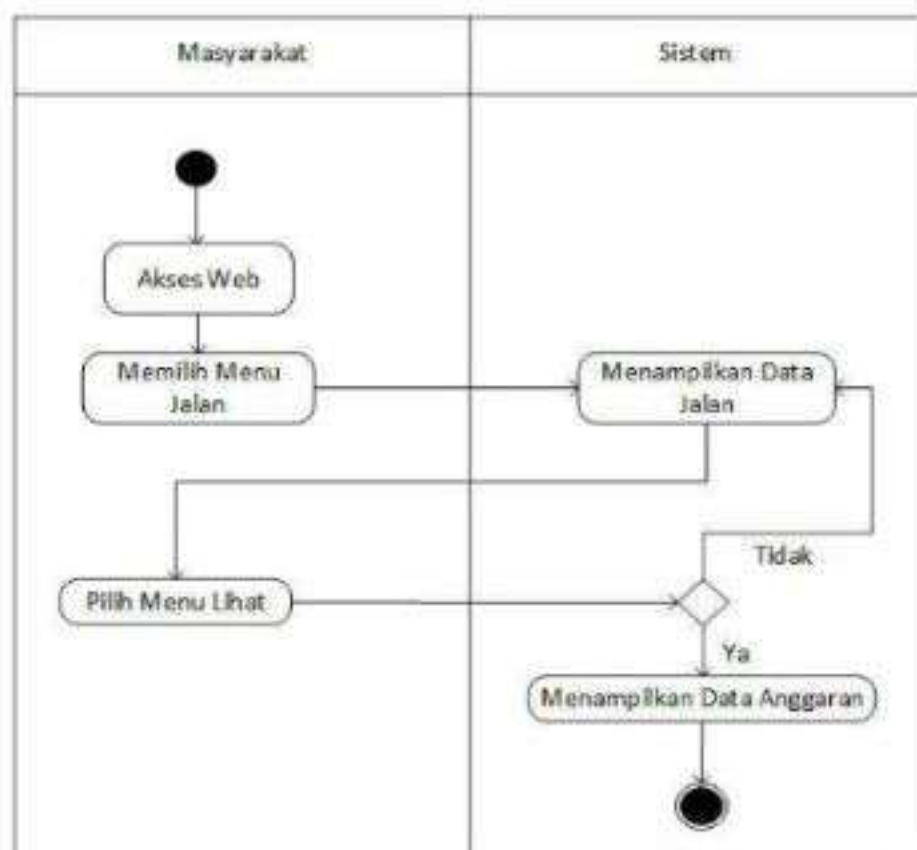 Masyarakat
Sistem
Akses Web
Memilih Menu
Jalan
Menampilkan Data
Jalan
Tidak
Pilih Menu Lihat
Ya
Menampilkan Data Anggaran